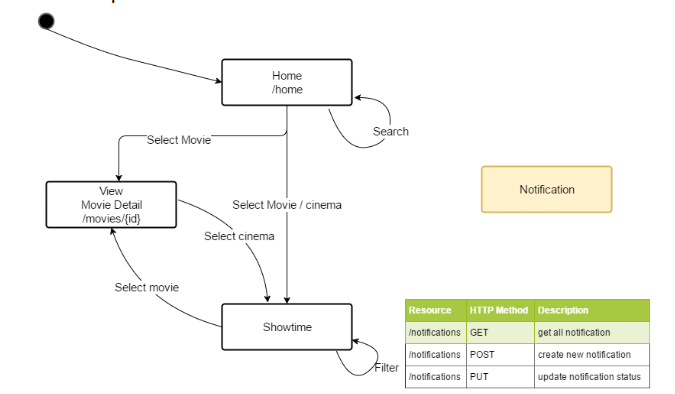 Home
/home
Search
Select Movie
View
Movie Detail
/movies/{id}
Notification
Select Movie / cinema
Select cinema
Select movie
Showtime
Filter
Resource HTTP Method Description
/notifications GET get all notification
/notifications POST create new notification
/notifications PUT update notification status